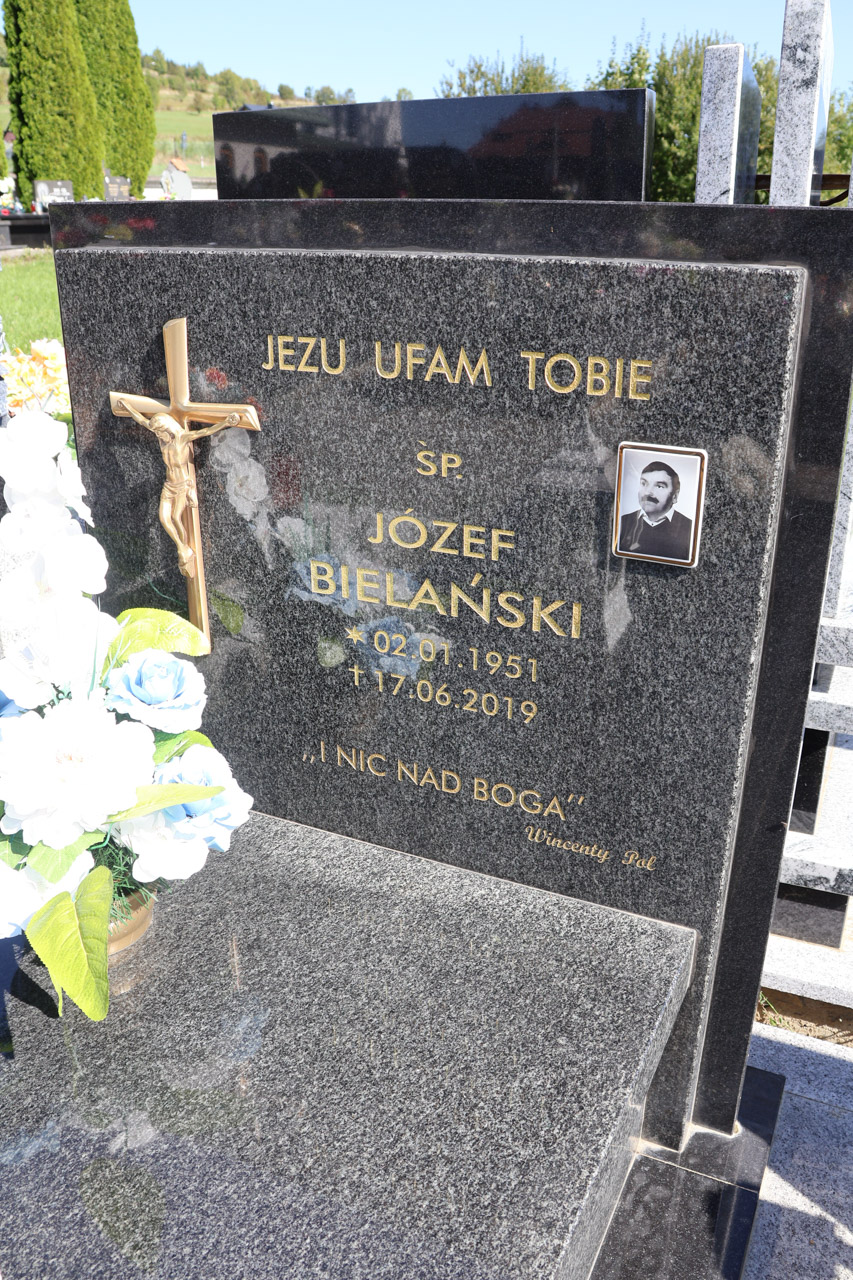 JEZU UFAM TOBIE
ŚP.
JÓZEF
BIELAŃSKI
* 02.01.1951
† 17.06.2019
,,I NIC NAD BOGA’’
Wincenty Pol